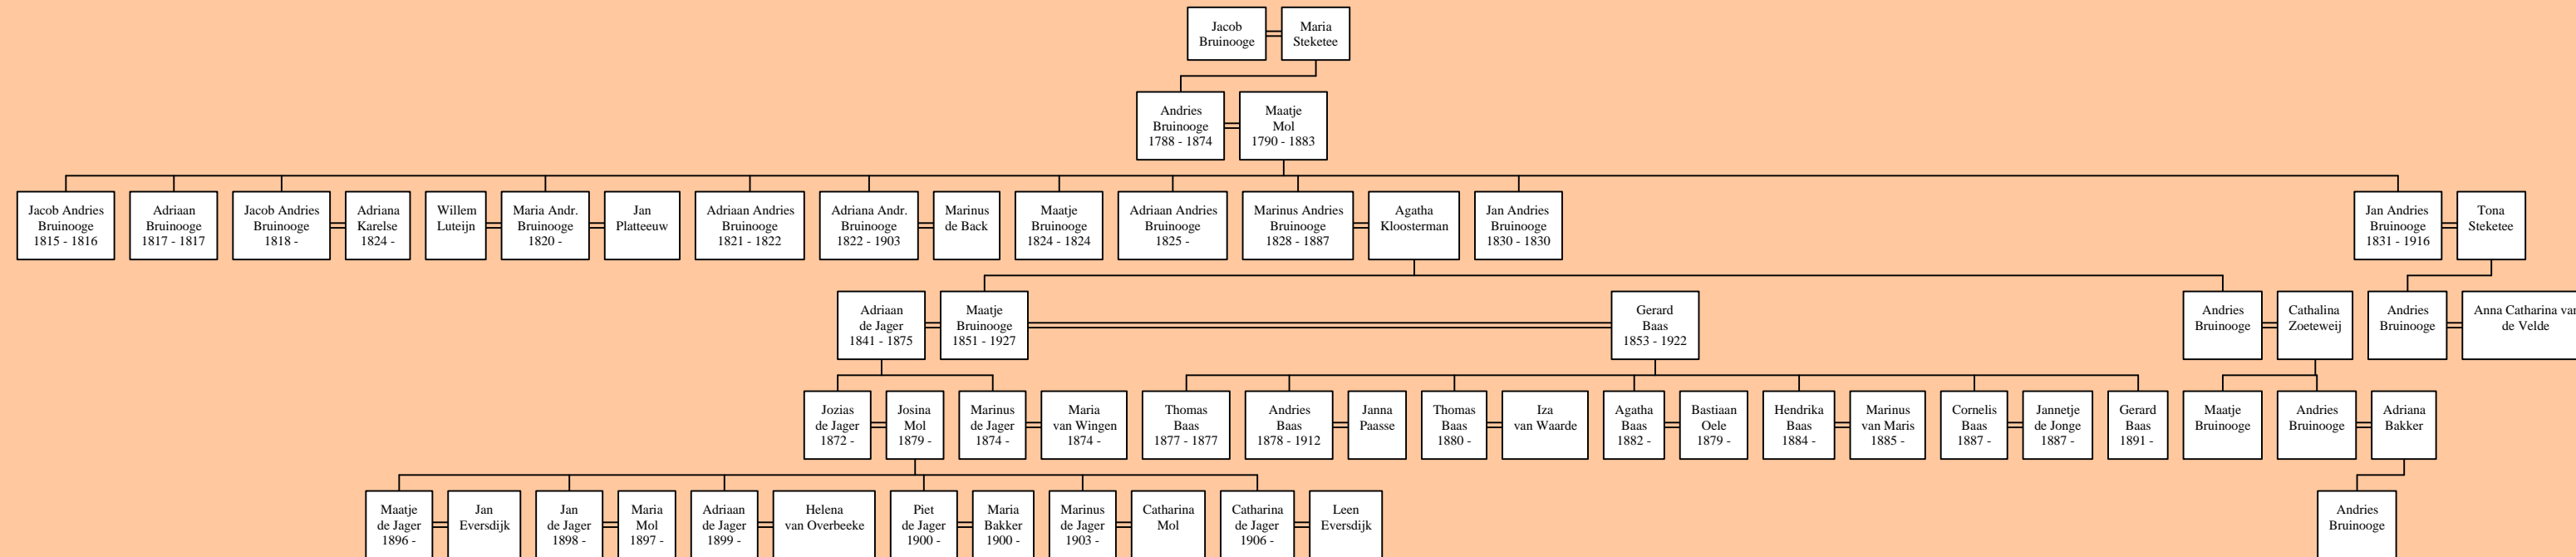 Jacob
Bruinooge
Maria
Steketee
Andries
Bruinooge
1788 - 1874
Maatje
Mol
1790 - 1883
Jacob Andries
Bruinooge
1815 - 1816
Adriaan
Bruinooge
1817 - 1817
Jacob Andries
Bruinooge
1818 -
Adriana
Karelse
1824 -
Willem
Luteijn
Maria Andr.
Bruinooge
1820 -
Jan
Platteeuw
Adriaan Andries
Bruinooge
1821 - 1822
Adriana Andr.
Bruinooge
1822 - 1903
Marinus
de Back
Maatje
Bruinooge
1824 - 1824
Adriaan Andries
Bruinooge
1825 -
Marinus Andries
Bruinooge
1828 - 1887
Agatha
Kloosterman
Jan Andries
Bruinooge
1830 - 1830
Jan Andries
Bruinooge
1831 - 1916
Tona
Steketee
Adriaan
de Jager
1841 - 1875
Maatje
Bruinooge
1851 - 1927
Gerard
Baas
1853 - 1922
Andries
Bruinooge
Cathalina
Zoeteweij
Andries
Bruinooge
Anna Catharina van
de Velde
Jozias
de Jager
1872 -
Josina
Mol
1879 -
Marinus
de Jager
1874 -
Maria
van Wingen
1874 -
Thomas
Baas
1877 - 1877
Andries
Baas
1878 - 1912
Janna
Paasse
Thomas
Baas
1880 -
Iza
van Waarde
Agatha
Baas
1882 -
Bastiaan
Oele
1879 -
Hendrika
Baas
1884 -
Marinus
van Maris
1885 -
Cornelis
Baas
1887 -
Jannetje
de Jonge
1887 -
Gerard
Baas
1891 -
Maatje
Bruinooge
Andries
Bruinooge
Adriana
Bakker
Maatje
de Jager
1896 -
Jan
Eversdijk
Jan
de Jager
1898 -
Maria
Mol
1897 -
Adriaan
de Jager
1899 -
Helena
van Overbeeke
Piet
de Jager
1900 -
Maria
Bakker
1900 -
Marinus
de Jager
1903 -
Catharina
Mol
Catharina
de Jager
1906 -
Leen
Eversdijk
Andries
Bruinooge